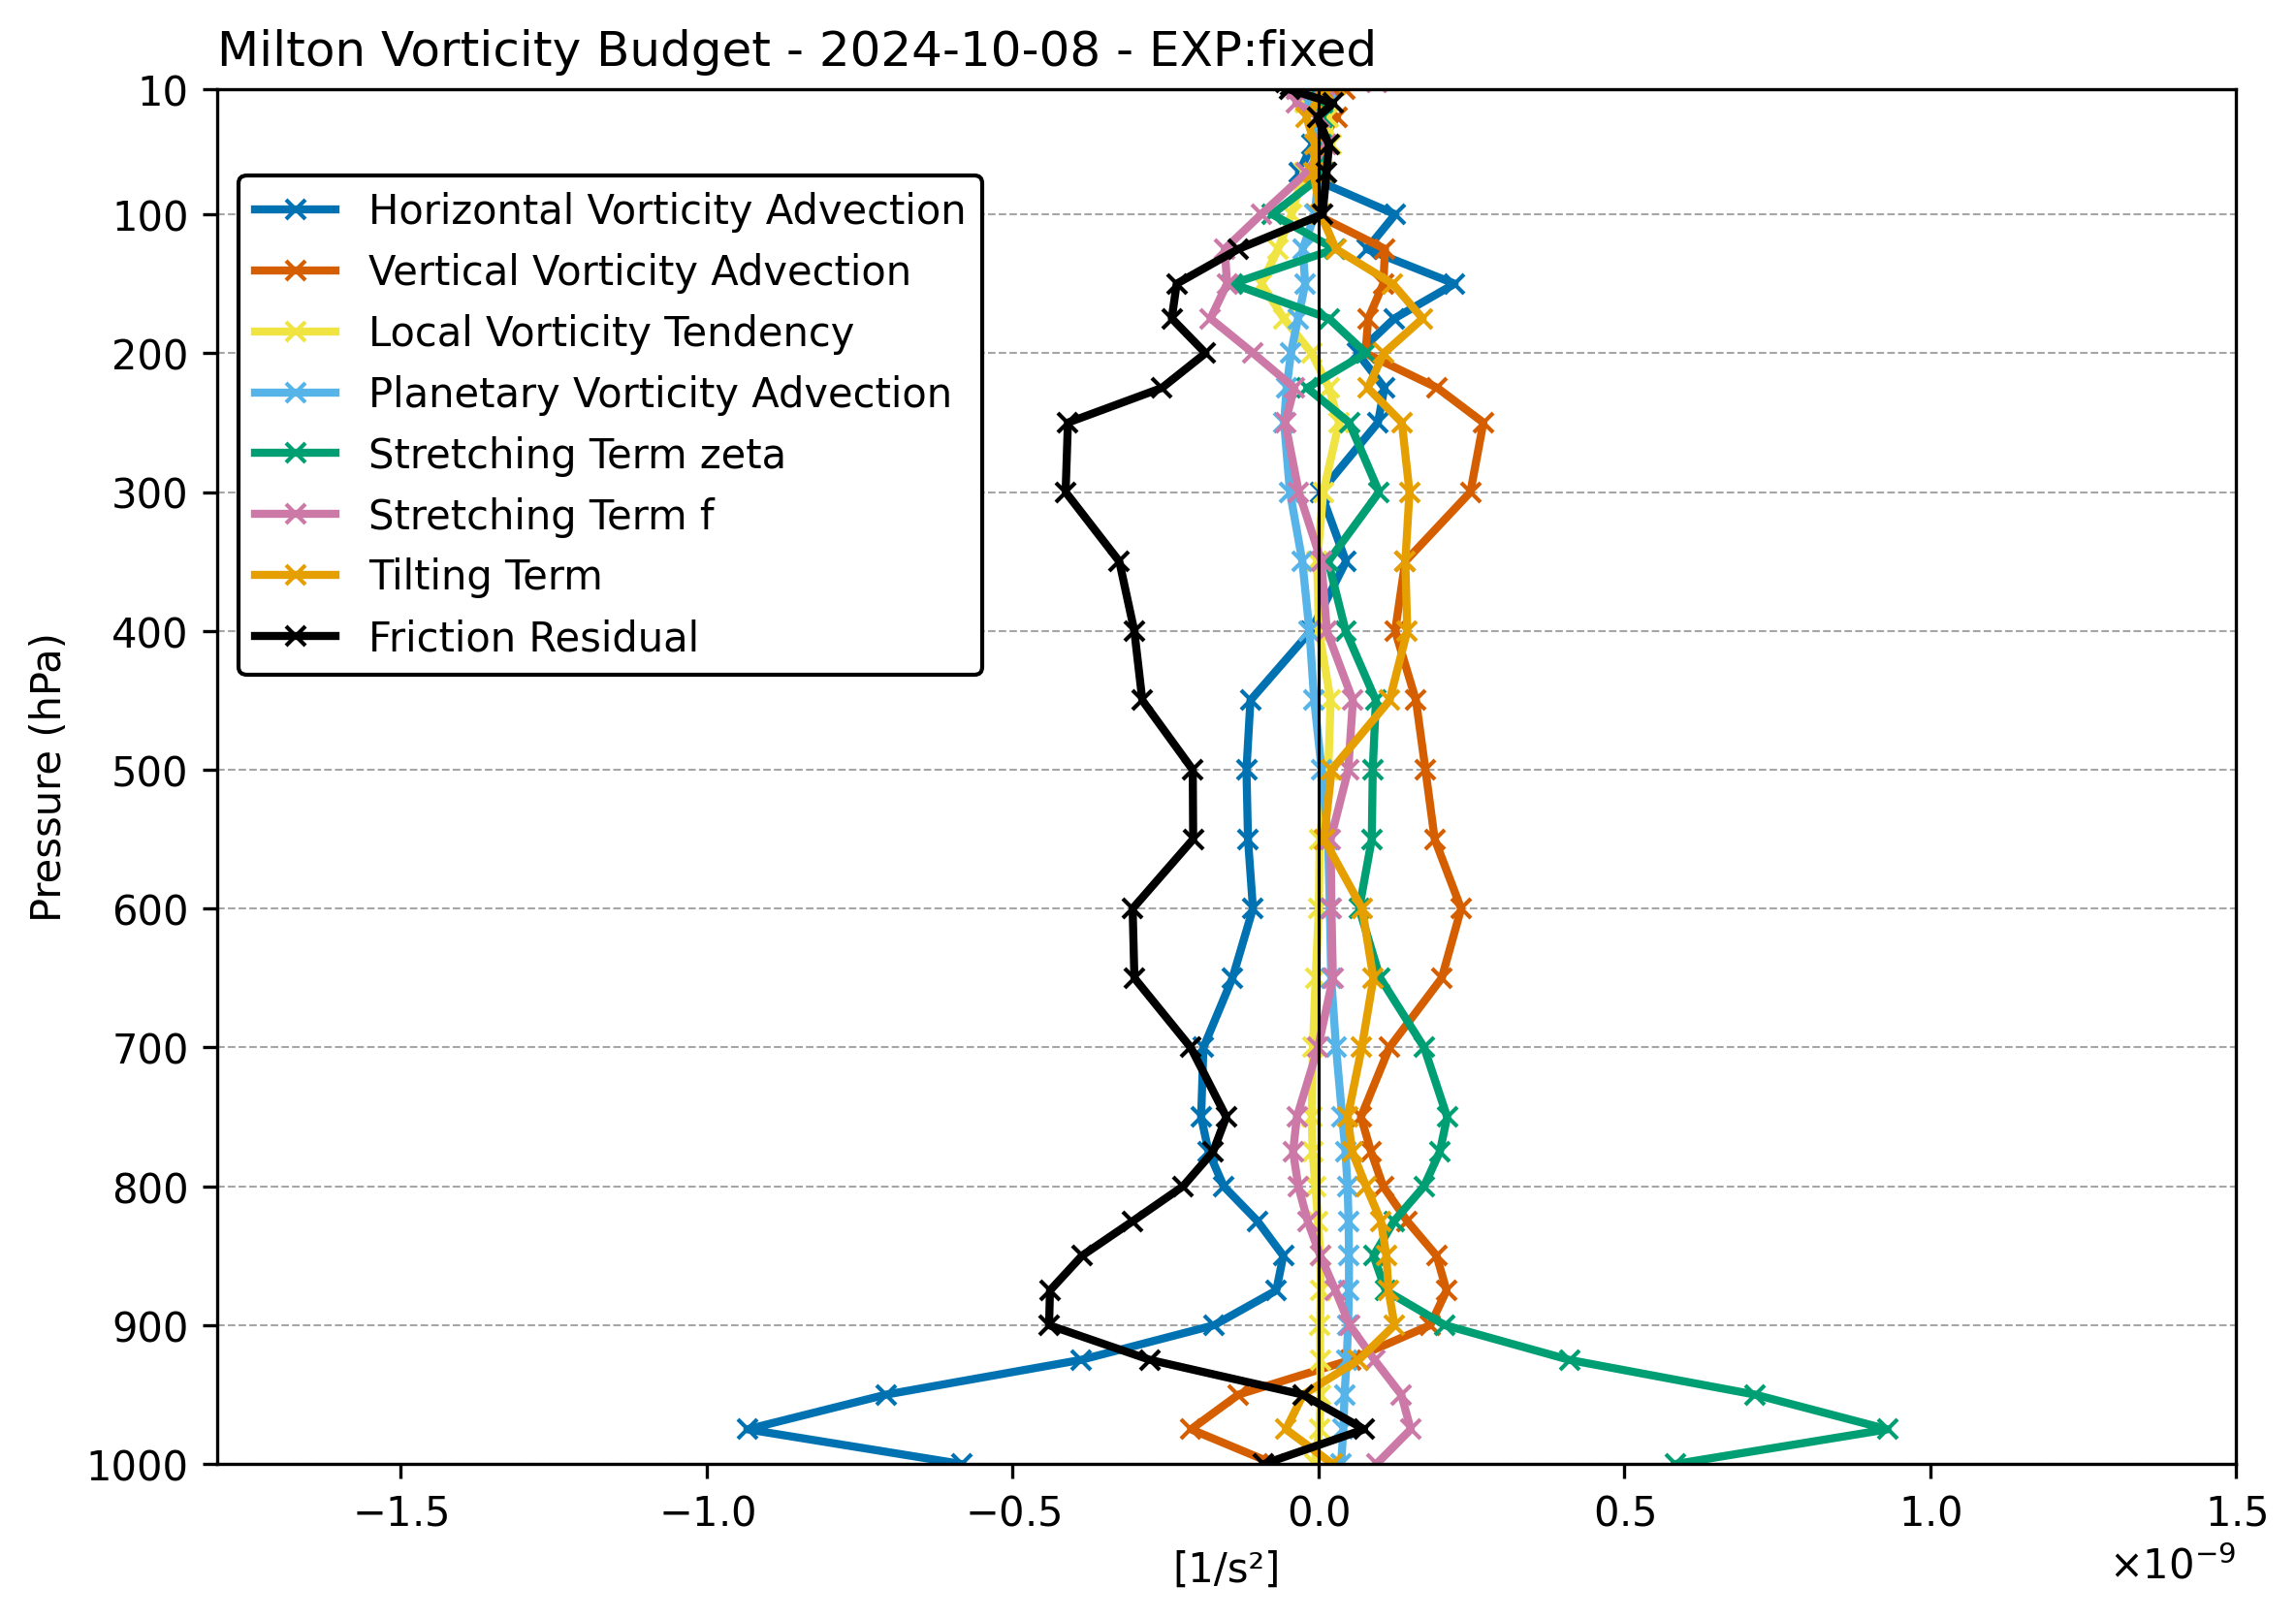 Milton Vorticity Budget - 2024-10-08 - EXP:fixed
10
100
200
300
400
500
600
700
800
900
1000
Pressure (hPa)
Horizontal Vorticity Advection
Vertical Vorticity Advection
Local Vorticity Tendency
Planetary Vorticity Advection
Stretching Term zeta
Stretching Term f
Tilting Term
Friction Residual
−1.5 −1.0 −0.5 0.0 0.5 1.0 1.5
[1/s²]
×10⁻⁹